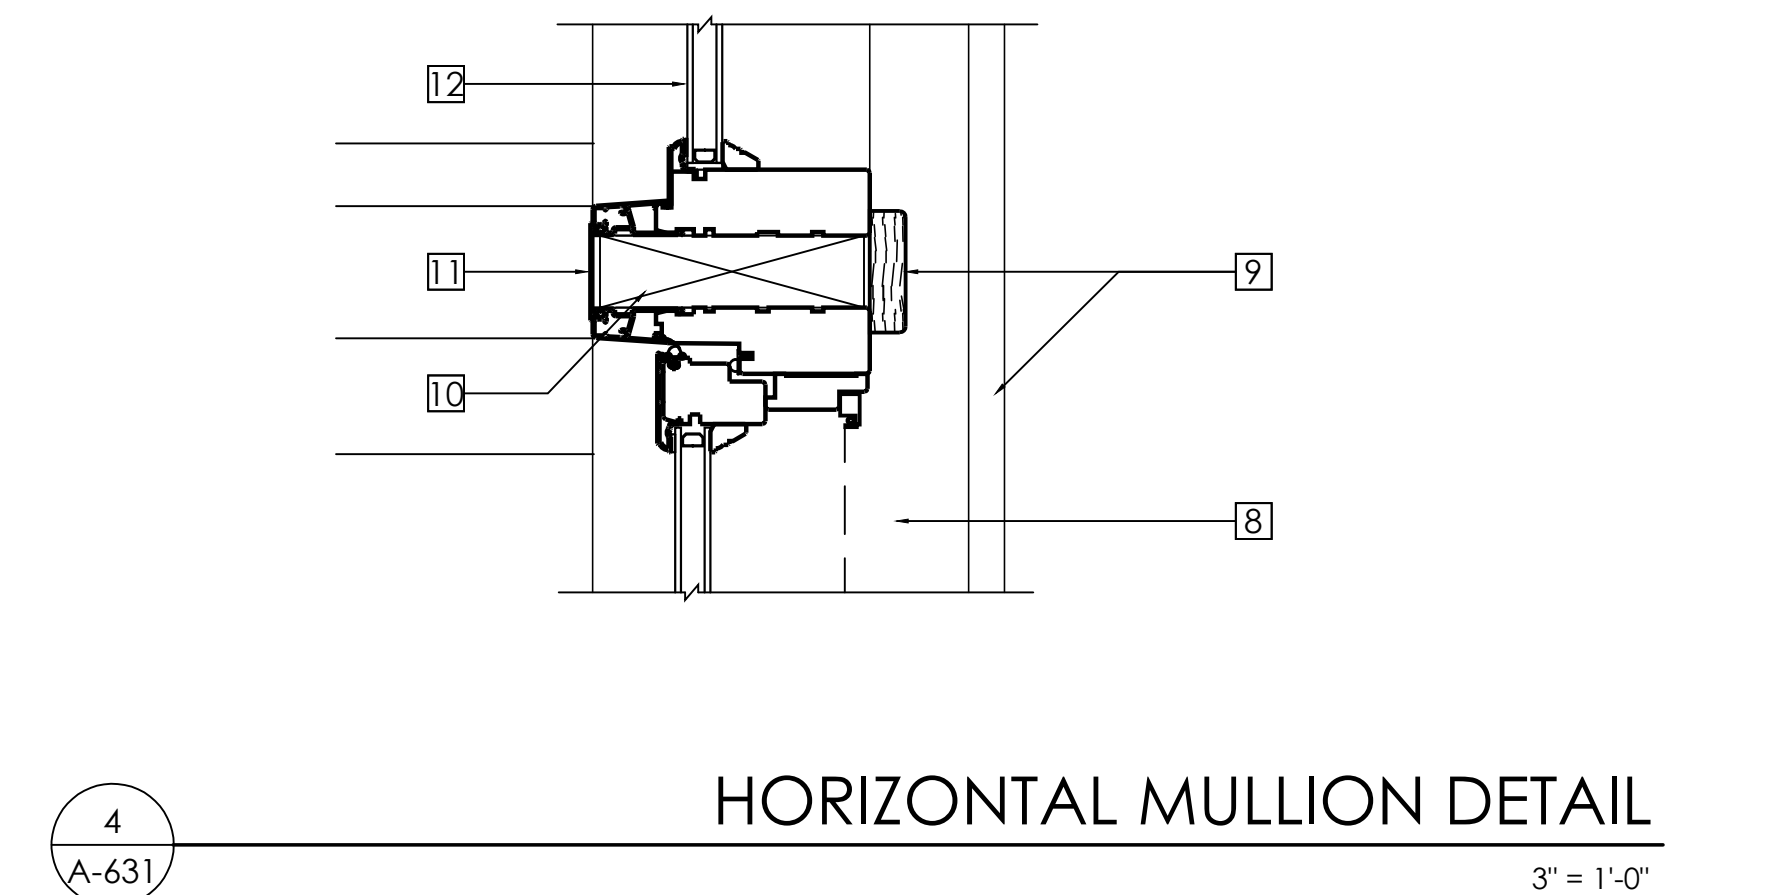 12
11
9
10
8
HORIZONTAL MULLION DETAIL
4
A-631
3" = 1'-0"